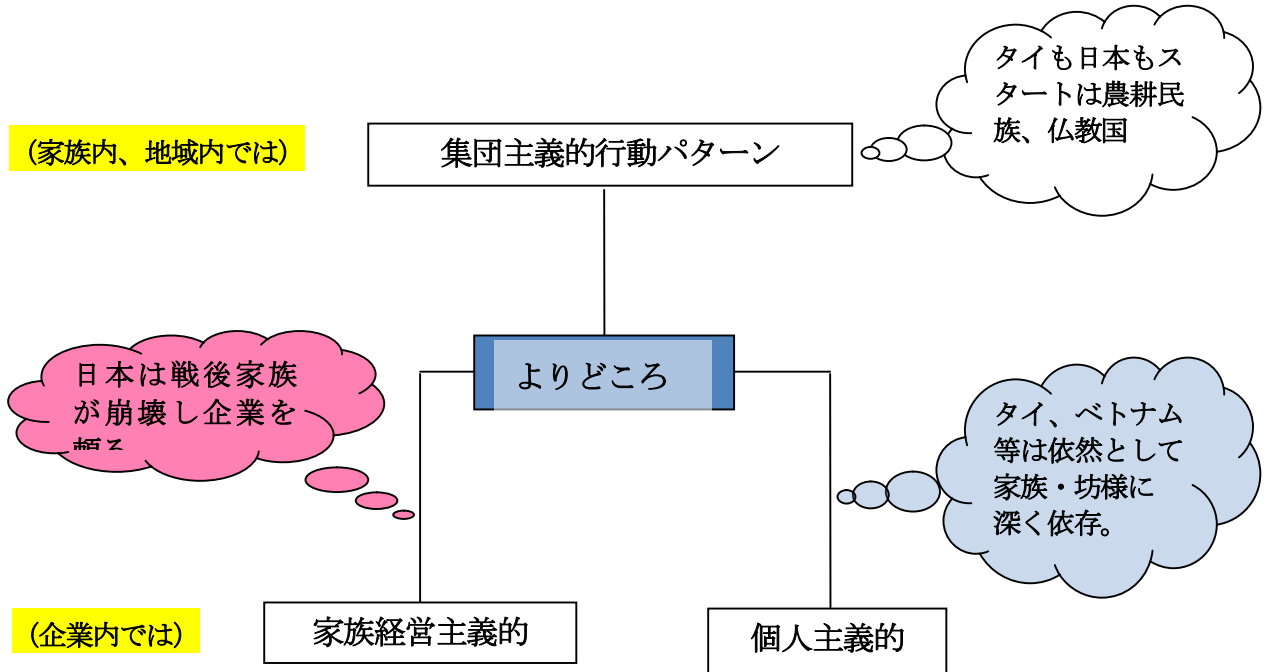 タイも日本もス
タートは農耕民
族、仏教国
(家族内、地域内では)
集団主義的行動パターン
日本は戦後家族
が崩壊し企業を
よりどころ
タイ、ベトナム
等は依然として
家族・坊様に
深く依存。
(企業内では)
家族経営主義的
個人主義的